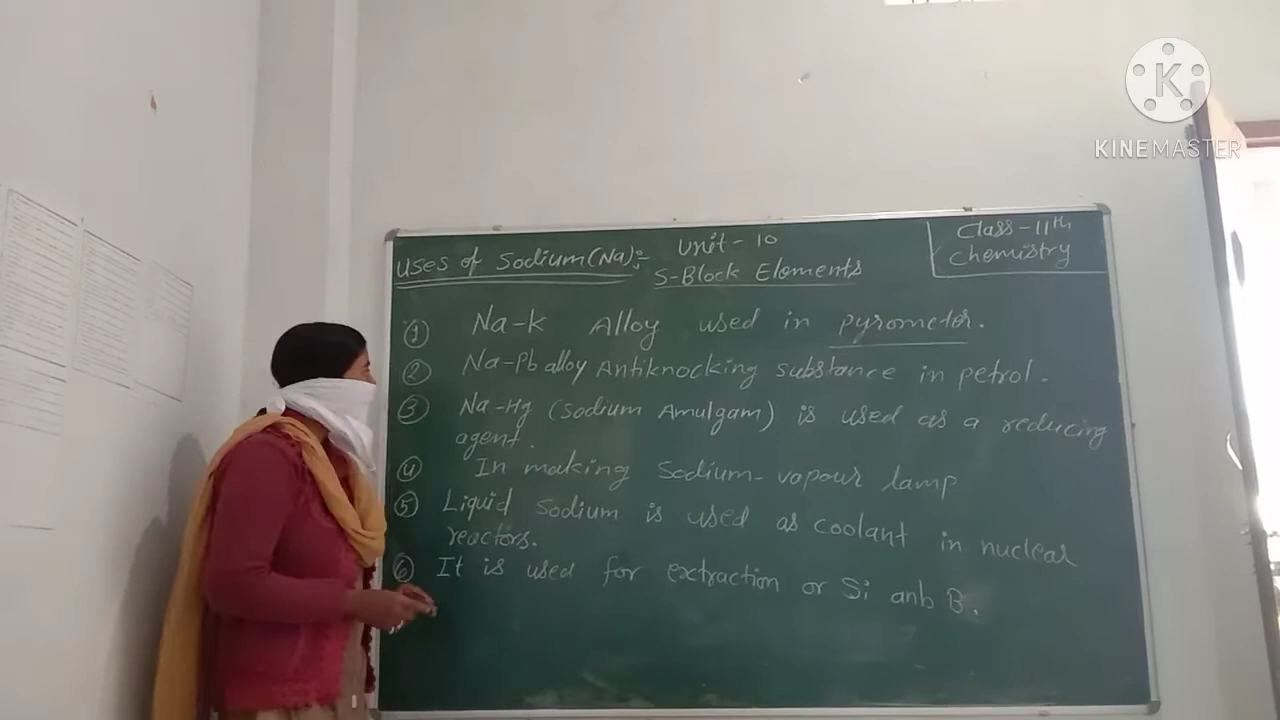 K
KINEMASTER
Uses of Sodium(Na):-
Unit - 10
S-Block Elements
Class-11th
Chemistry
① Na-K Alloy used in pyrometer.
② Na-Pb alloy Antiknocking substance in petrol.
③ Na-Hg (Sodium Amulgam) is used as a reducing
agent.
④ In making Sodium-vapour lamp
⑤ Liquid Sodium is used as coolant in nuclear
reactors.
⑥ It is used for extraction or Si anb B.